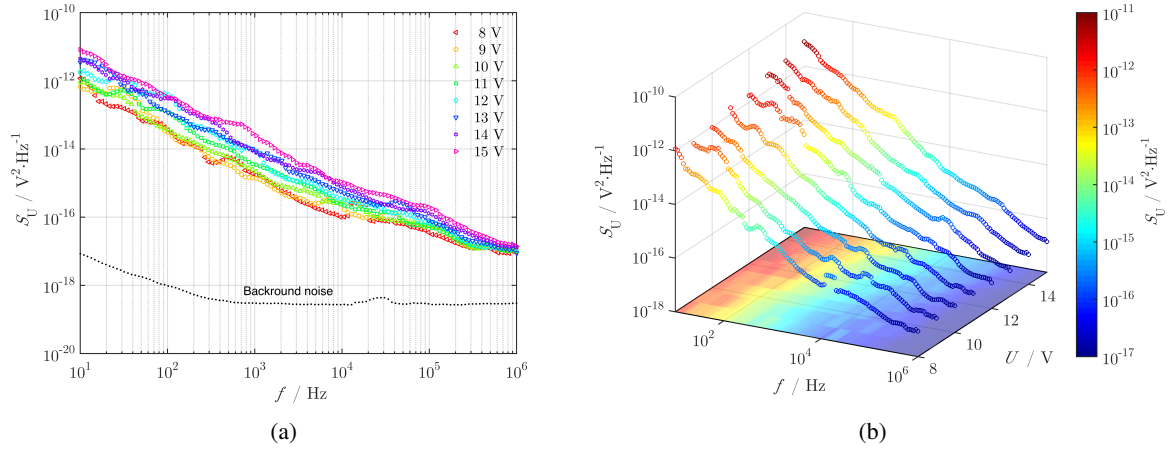 10^-10
10^-12
10^-14
10^-16
10^-18
10^-20
S_U / V^2·Hz^-1
10^1
10^2
10^3
10^4
10^5
10^6
f / Hz
8 V
9 V
10 V
11 V
12 V
13 V
14 V
15 V
Backround noise
(a)
10^-10
10^-12
10^-14
10^-16
10^-18
S_U / V^2·Hz^-1
10^2
10^4
10^6
f / Hz
8
10
12
14
U / V
10^-11
10^-12
10^-13
10^-14
10^-15
10^-16
10^-17
S_U / V^2·Hz^-1
(b)